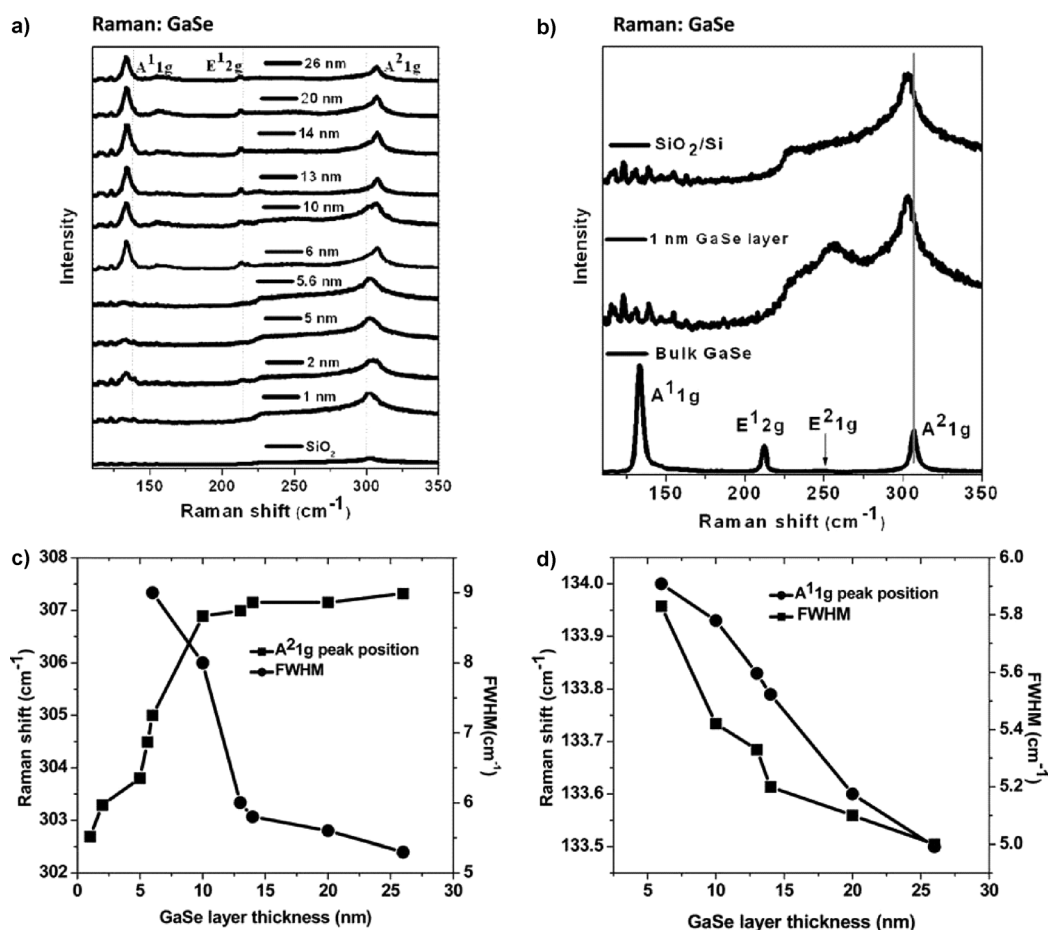 a)
Raman: GaSe
A¹1g
E¹2g
A²1g
26 nm
20 nm
14 nm
13 nm
10 nm
6 nm
5.6 nm
5 nm
2 nm
1 nm
SiO₂
Intensity
150 200 250 300 350
Raman shift (cm⁻¹)
b)
Raman: GaSe
SiO₂/Si
1 nm GaSe layer
Bulk GaSe
A¹1g
E¹2g
E²1g
A²1g
Intensity
150 200 250 300 350
Raman shift (cm⁻¹)
c)
308
307
306
305
304
303
302
Raman shift (cm⁻¹)
A²1g peak position
FWHM
9
8
7
6
5
FWHM(cm⁻¹)
0 5 10 15 20 25 30
GaSe layer thickness (nm)
d)
134.0
133.9
133.8
133.7
133.6
133.5
Raman shift (cm⁻¹)
A¹1g peak position
FWHM
6.0
5.8
5.6
5.4
5.2
5.0
FWHM (cm⁻¹)
5 10 15 20 25 30
GaSe layer thickness (nm)